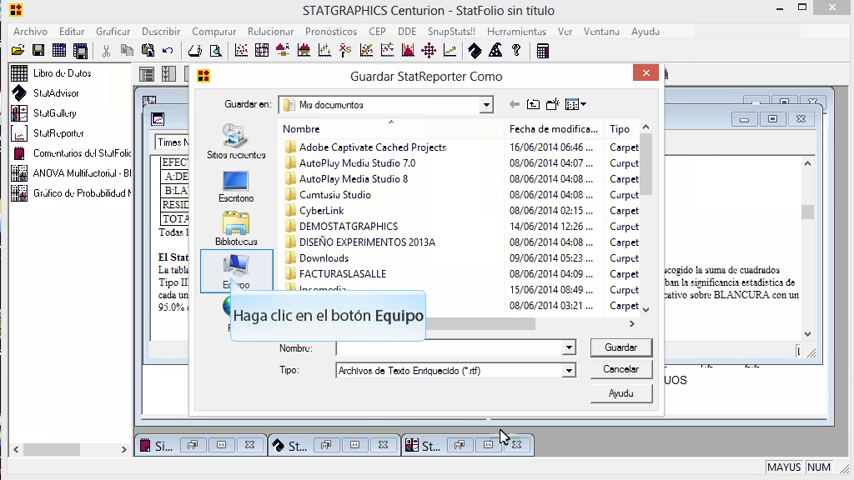 STATGRAPHICS Centurion - StatFolio sin título
Archivo Editar Graficar Describir Comparar Relacionar Pronósticos CEP DDE SnapStats!! Herramientas Ver Ventana Ayuda
Libro de Datos
StatAdvisor
StatGallery
StatReporter
Comentarios del StatFolio
ANOVA Multifactorial - Bl
Gráfico de Probabilidad N
Guardar StatReporter Como
Guardar en:
Mis documentos
Sitios recientes
Escritorio
Bibliotecas
Equipo
Nombre Fecha de modifica... Tipo
Adobe Captivate Cached Projects 16/06/2014 06:46 ... Carpet
AutoPlay Media Studio 7.0 08/06/2014 04:07 ... Carpet
AutoPlay Media Studio 8 08/06/2014 04:08 ... Carpet
Camtasia Studio 08/06/2014 04:08 ... Carpet
CyberLink 08/06/2014 02:15 ... Carpet
DEMOSTATGRAPHICS 14/06/2014 12:26 ... Carpet
DISEÑO EXPERIMENTOS 2013A 08/06/2014 04:08 ... Carpet
Downloads 09/06/2014 05:23 ... Carpet
FACTURASLASALLE 08/06/2014 04:09 ... Carpet
Incomedia 15/06/2014 08:49 ... Carpet
08/06/2014 03:21 ... Carpet
Haga clic en el botón Equipo
Nombre:
Guardar
Tipo:
Archivos de Texto Enriquecido (*.rtf)
Cancelar
Ayuda
Times N
EFEC
A:DE
B:LA
RESID
TOTA
Todas l
El Stat
La tabla
Tipo II
cada un
95.0%
cogido la suma de cuadrados
ban la significancia estadística de
cativo sobre BLANCURA con un
UOS
Si...
St...
St...
MAYUS NUM